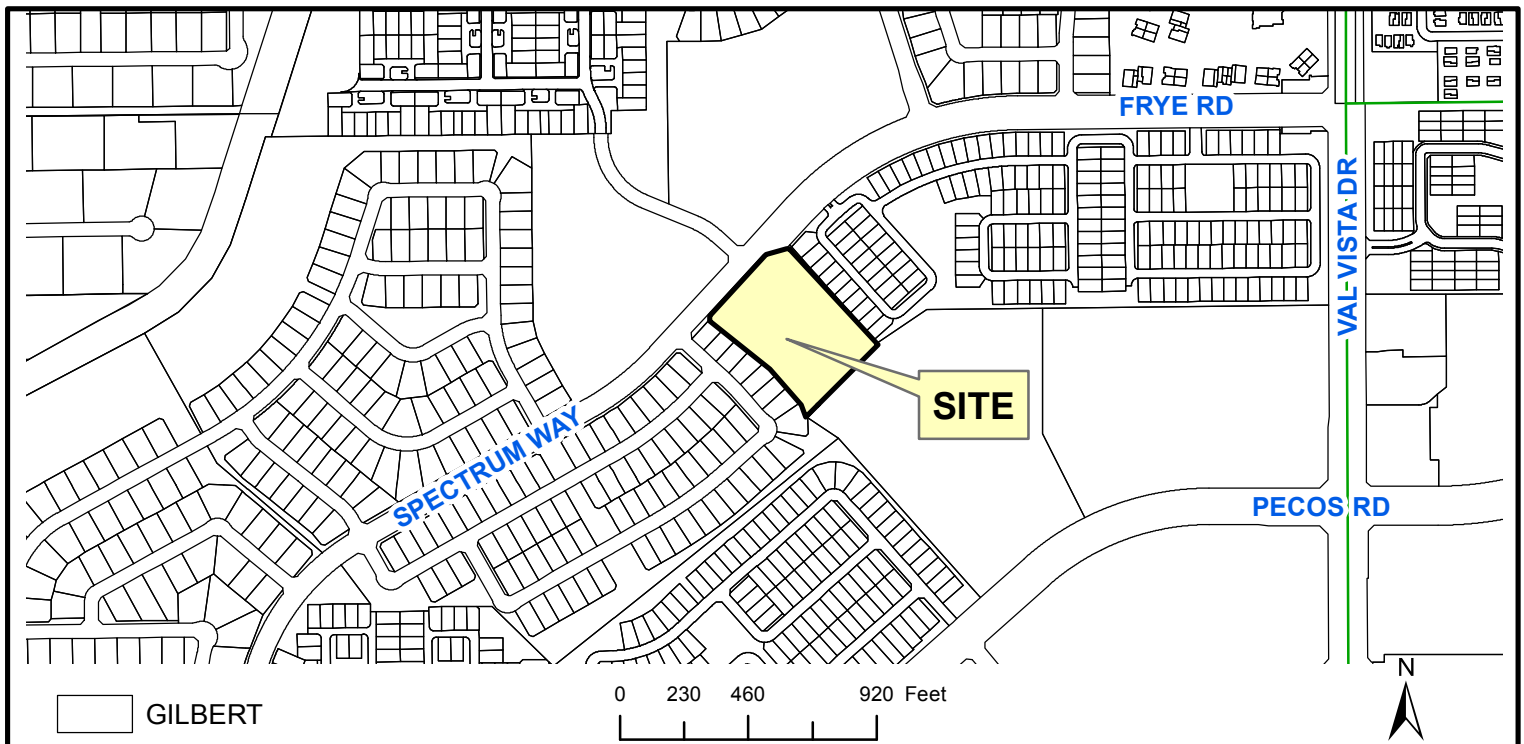 FRYE RD
VAL VISTA DR
SITE
SPECTRUM WAY
PECOS RD
N
0 230 460 920 Feet
GILBERT